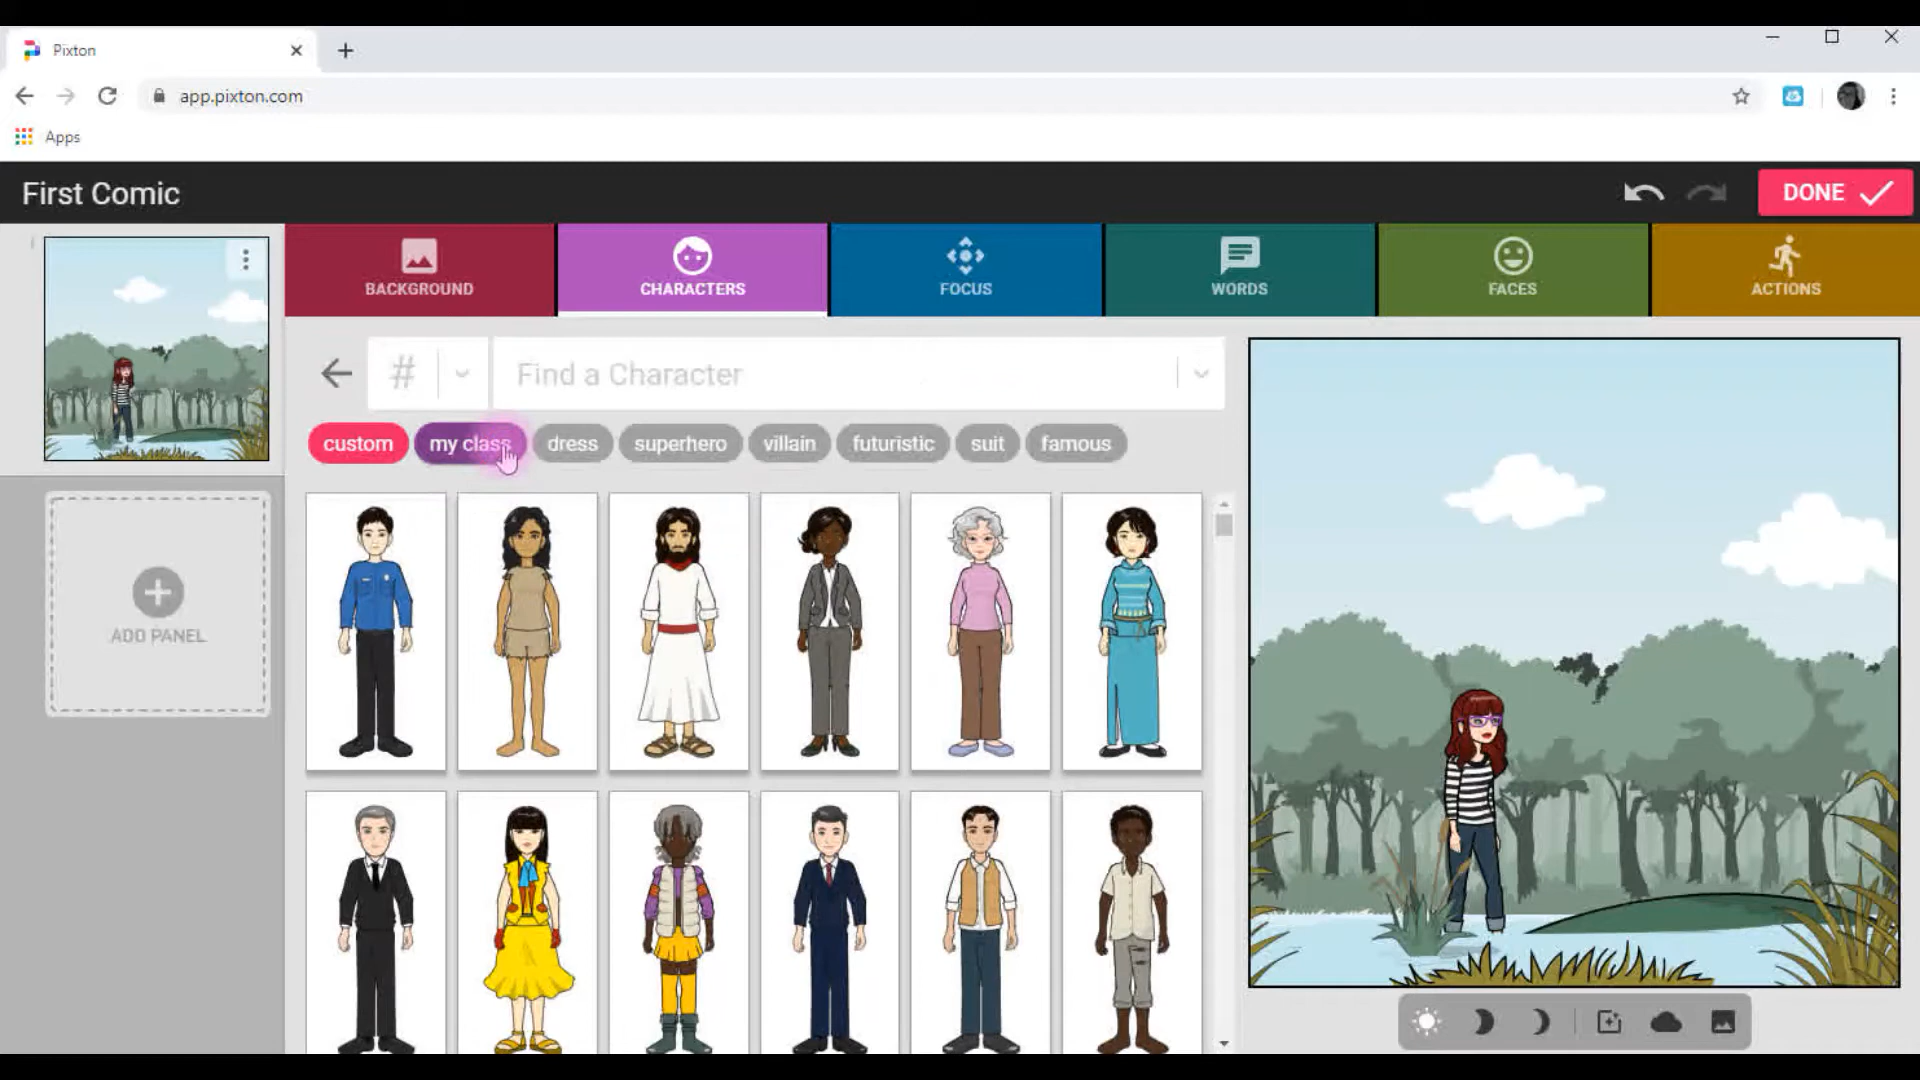 Pixton
app.pixton.com
Apps
First Comic
DONE
BACKGROUND
CHARACTERS
FOCUS
WORDS
FACES
ACTIONS
# Find a Character
custom my class dress superhero villain futuristic suit famous
ADD PANEL